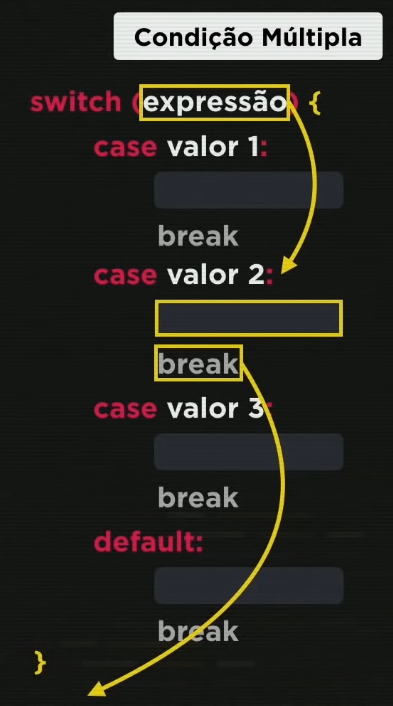 Condição Múltipla
switch (expressão) {
case valor 1:
break
case valor 2:
break
case valor 3:
break
default:
break
}